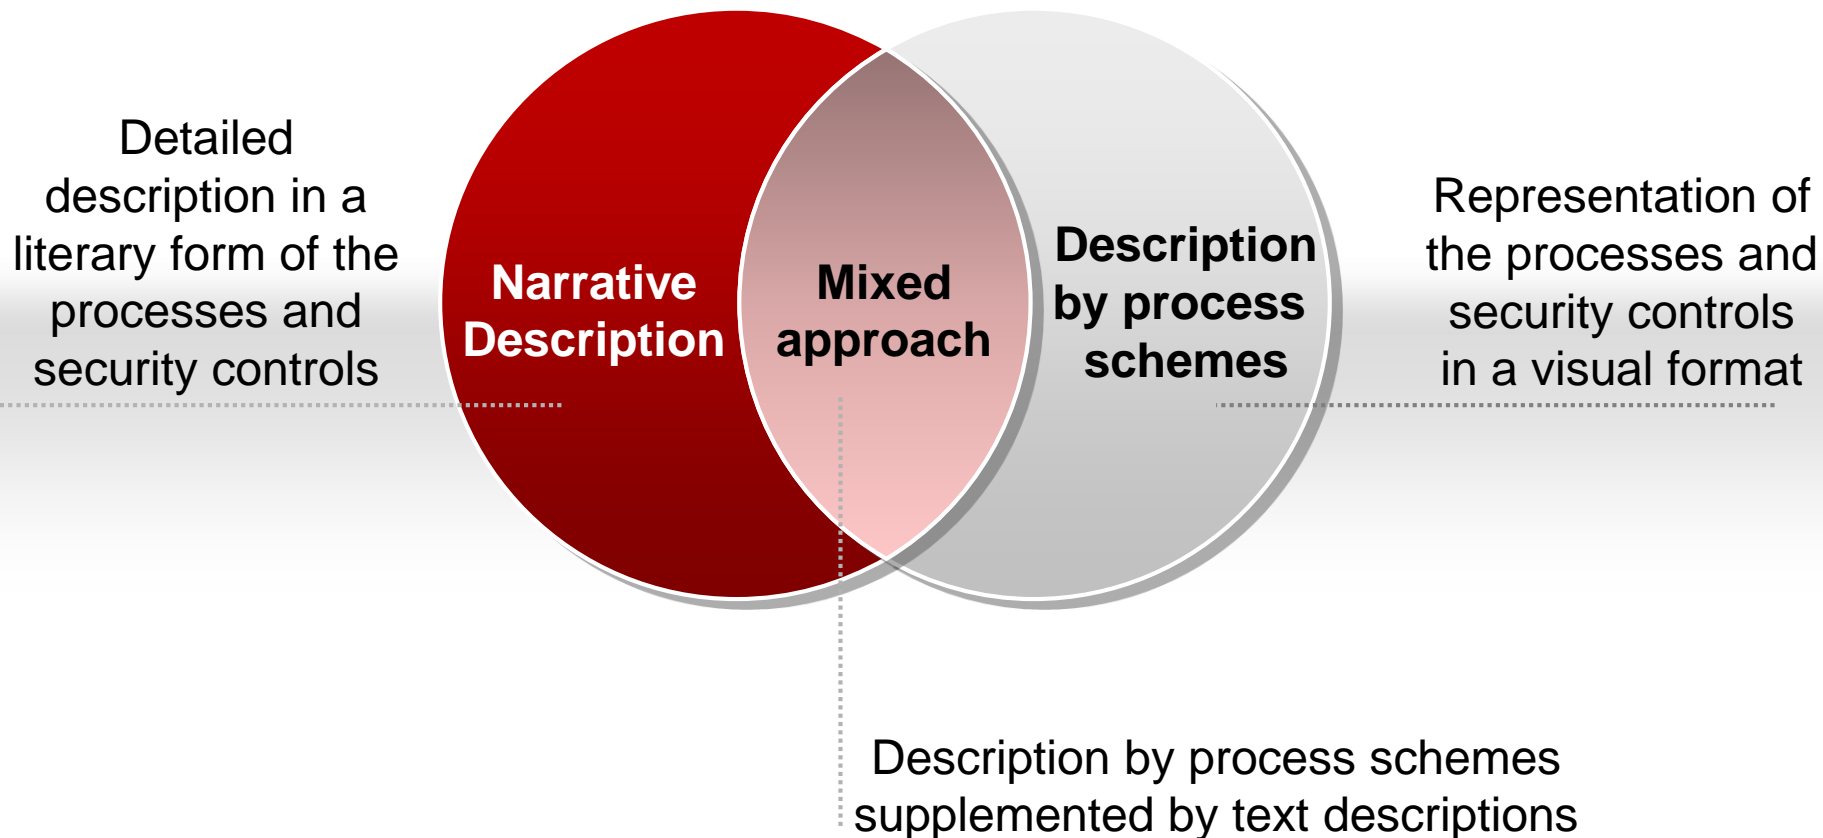 Detailed
description in a
literary form of the
processes and
security controls
Narrative
Description
Mixed
approach
Description
by process
schemes
Representation of
the processes and
security controls
in a visual format
Description by process schemes
supplemented by text descriptions